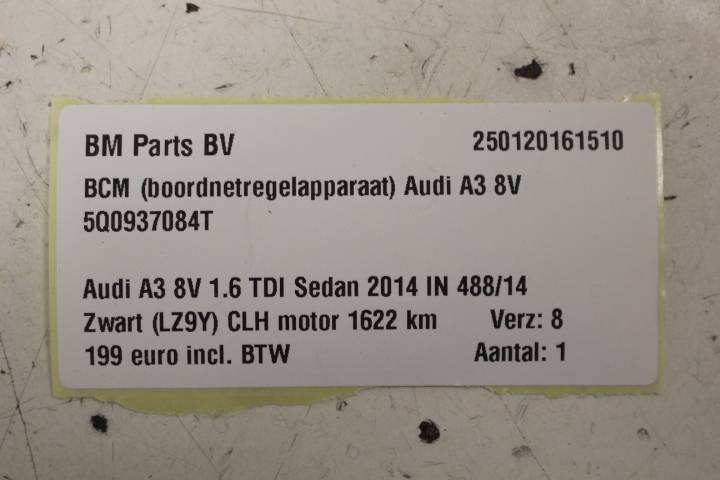 BM Parts BV 250120161510
BCM (boordnetregelapparaat) Audi A3 8V
5Q0937084T
Audi A3 8V 1.6 TDI Sedan 2014 IN 488/14
Zwart (LZ9Y) CLH motor 1622 km Verz: 8
199 euro incl. BTW Aantal: 1